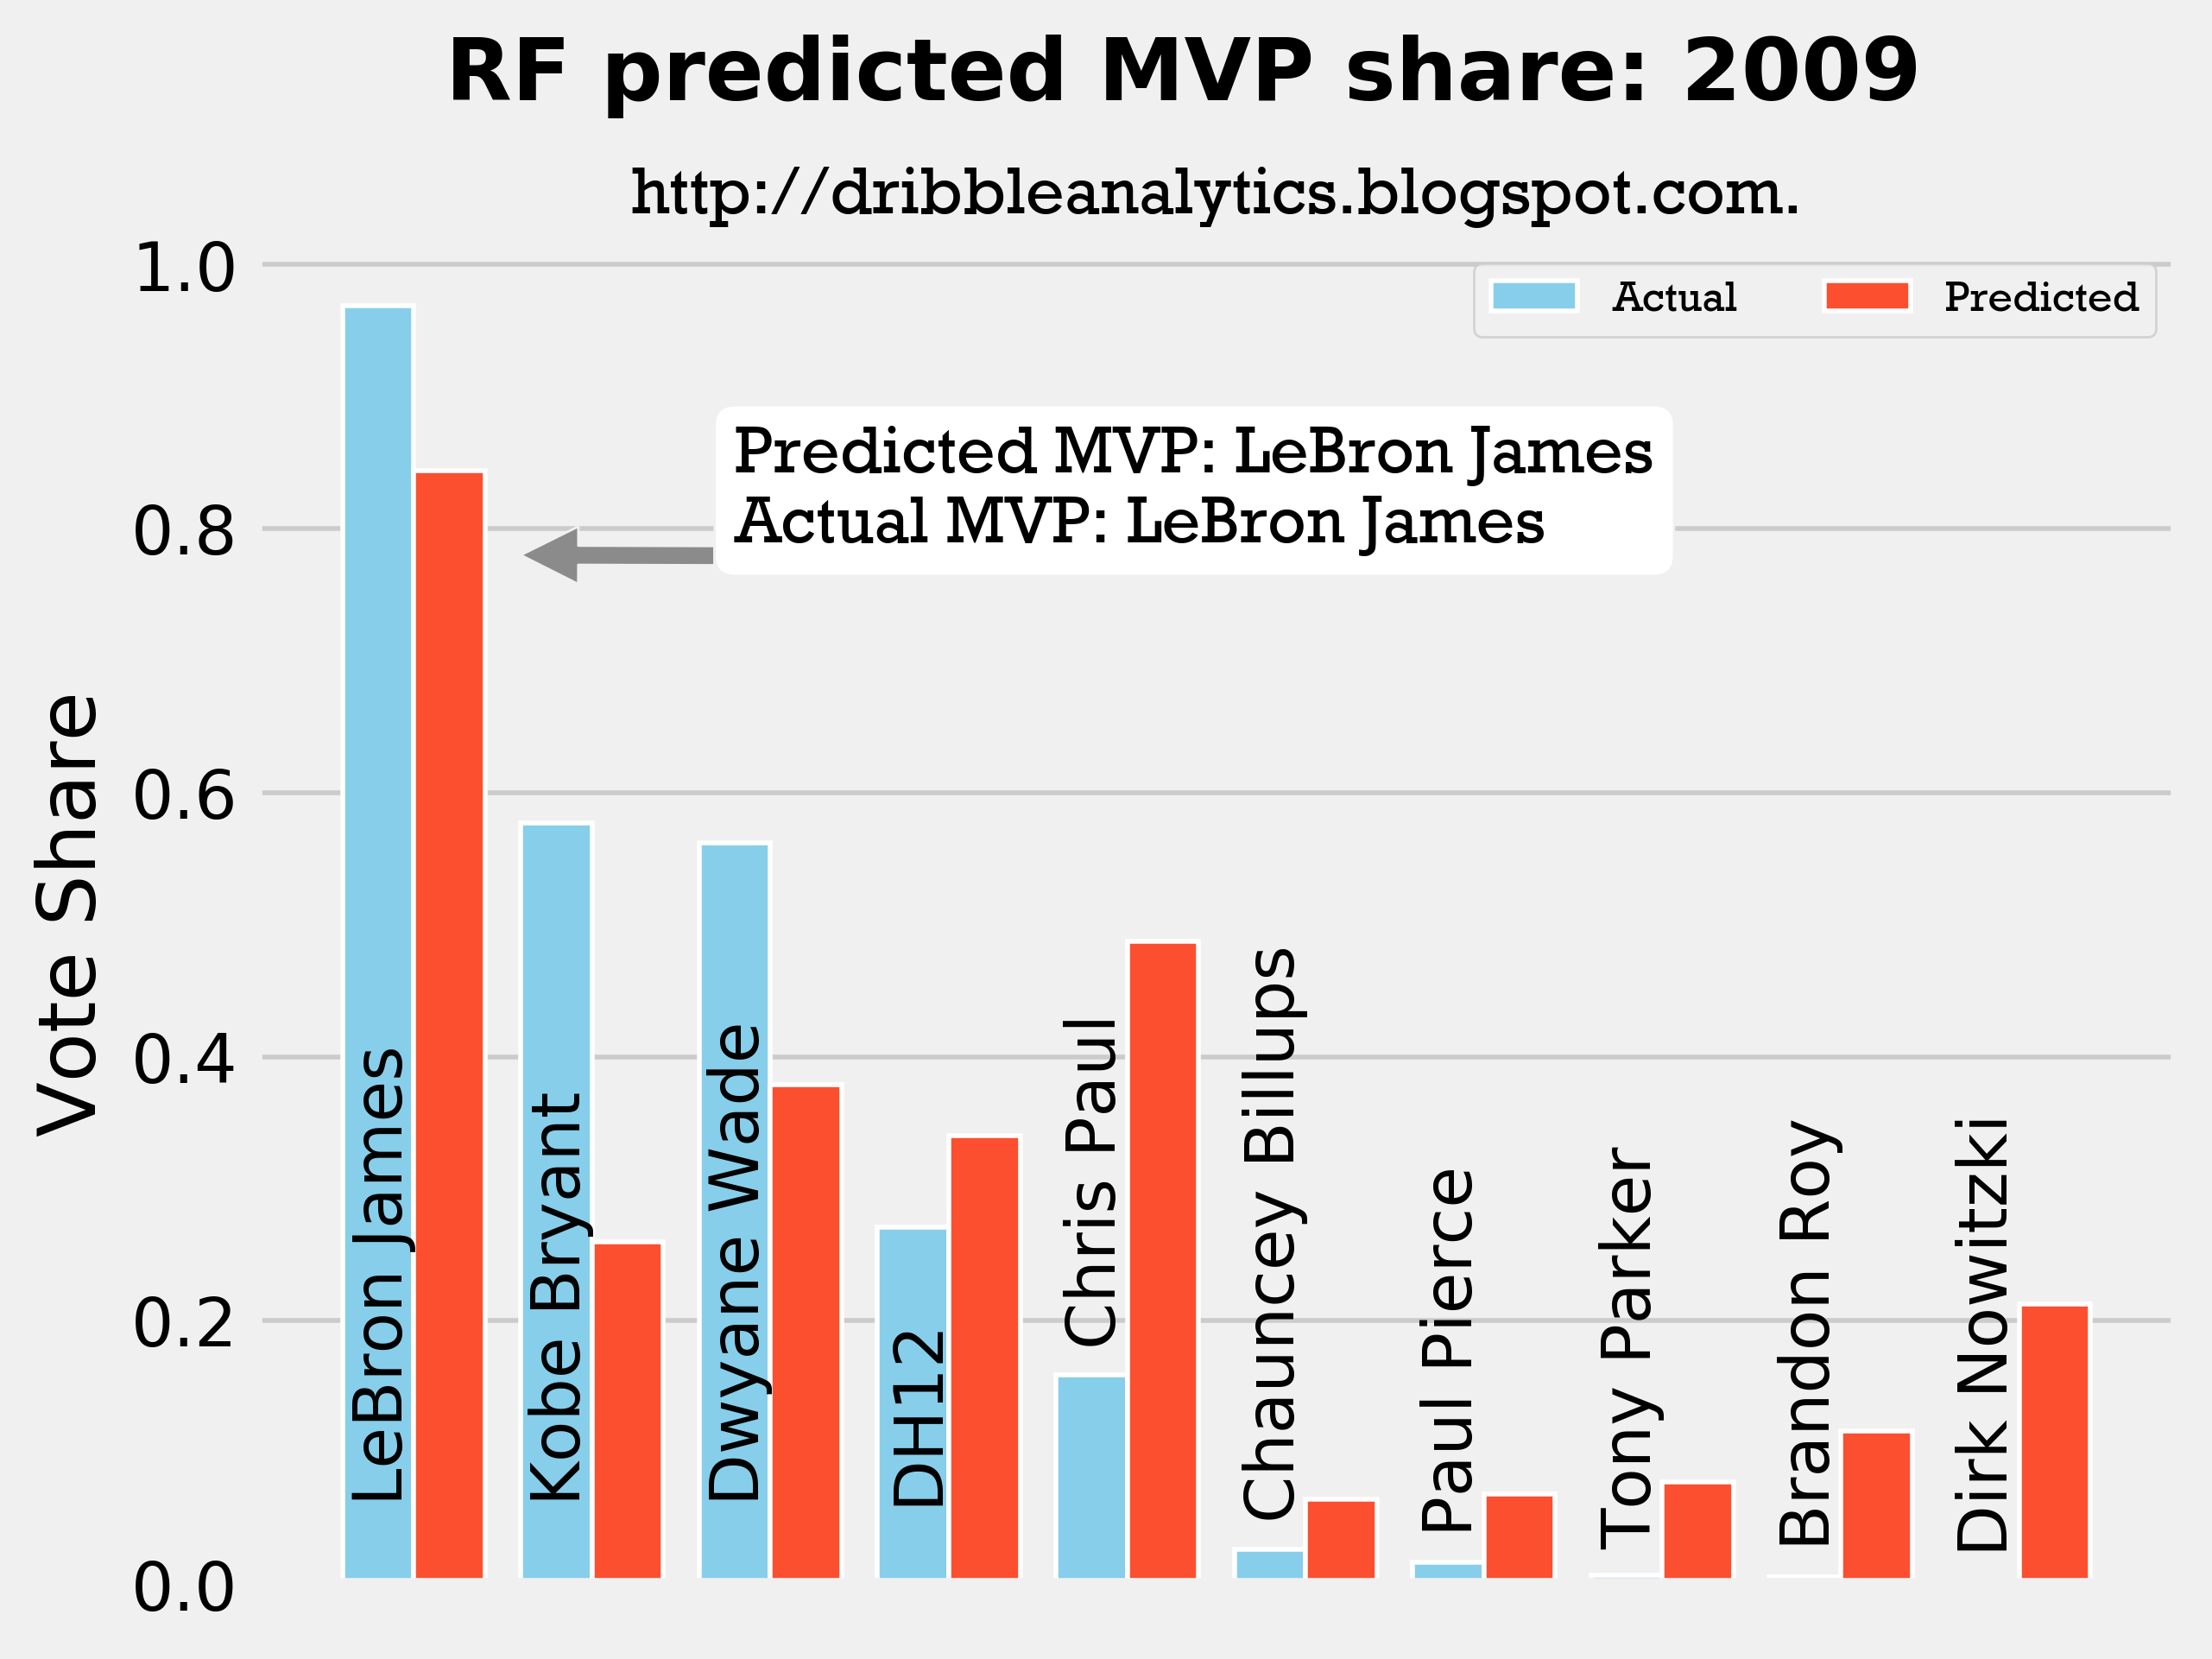 RF predicted MVP share: 2009
http://dribbleanalytics.blogspot.com.
Actual
Predicted
Predicted MVP: LeBron James
Actual MVP: LeBron James
Vote Share
1.0
0.8
0.6
0.4
0.2
0.0
LeBron James
Kobe Bryant
Dwyane Wade
DH12
Chris Paul
Chauncey Billups
Paul Pierce
Tony Parker
Brandon Roy
Dirk Nowitzki